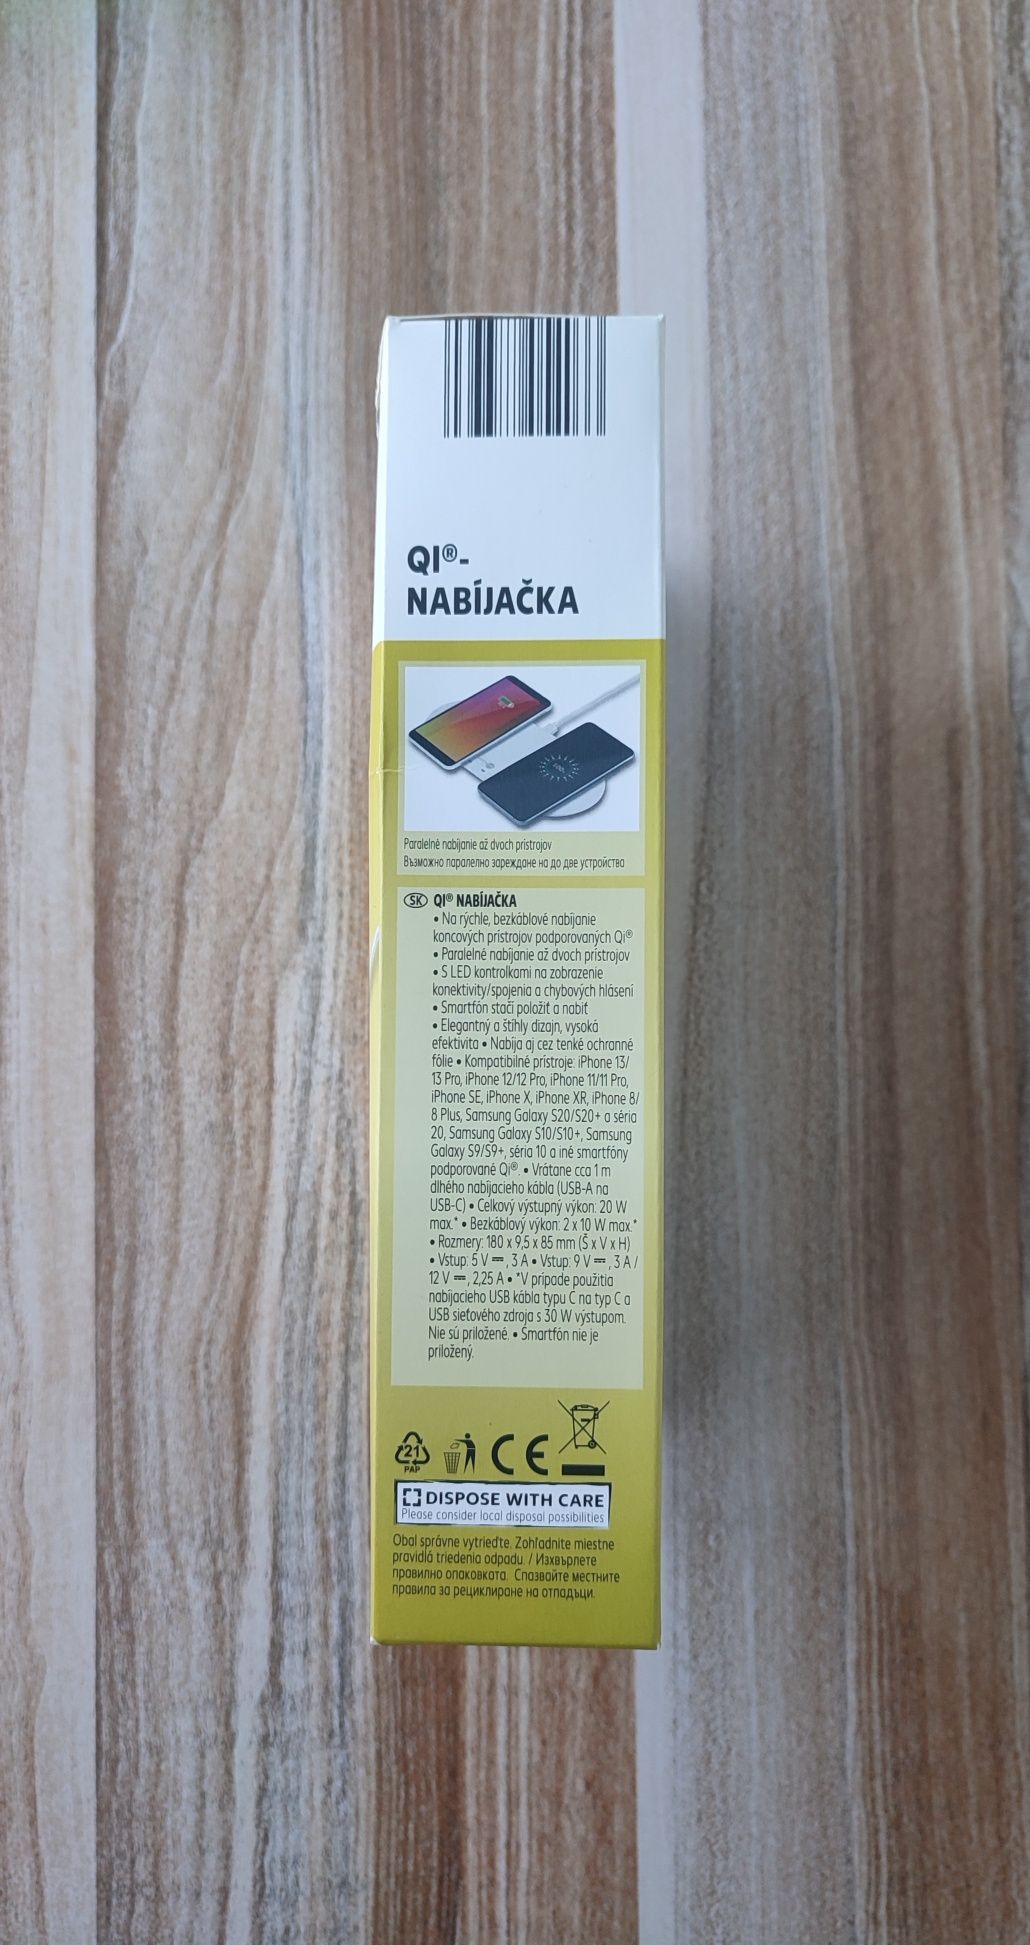 QI®-
NABÍJAČKA
Paralelné nabíjanie až dvoch prístrojov
Възможно паралелно зареждане на до две устройства
SK QI® NABÍJAČKA
• Na rýchle, bezkáblové nabíjanie
koncových prístrojov podporovaných Qi®
• Paralelné nabíjanie až dvoch prístrojov
• S LED kontrolkami na zobrazenie
konektivity/spojenia a chybových hlásení
• Smartfón stačí položiť a nabiť
• Elegantný a štíhly dizajn, vysoká
efektivita • Nabíja aj cez tenké ochranné
fólie • Kompatibilné prístroje: iPhone 13/
13 Pro, iPhone 12/12 Pro, iPhone 11/11 Pro,
iPhone SE, iPhone X, iPhone XR, iPhone 8/
8 Plus, Samsung Galaxy S20/S20+ a séria
20, Samsung Galaxy S10/S10+, Samsung
Galaxy S9/S9+, séria 10 a iné smartfóny
podporované Qi®. • Vrátane cca 1 m
dlhého nabíjacieho kábla (USB-A na
USB-C) • Celkový výstupný výkon: 20 W
max.* • Bezkáblový výkon: 2 x 10 W max.*
• Rozmery: 180 x 9,5 x 85 mm (Š x V x H)
• Vstup: 5 V ⎓, 3 A • Vstup: 9 V ⎓, 3 A /
12 V ⎓, 2,25 A • *V prípade použitia
nabíjacieho USB kábla typu C na typ C a
USB sieťového zdroja s 30 W výstupom.
Nie sú priložené. • Smartfón nie je
priložený.
21
PAP
CE
DISPOSE WITH CARE
Please consider local disposal possibilities
Obal správne vytrieďte. Zohľadnite miestne
pravidlá triedenia odpadu. / Изхвърлете
правилно опаковката. Спазвайте местните
правила за рециклиране на отпадъци.